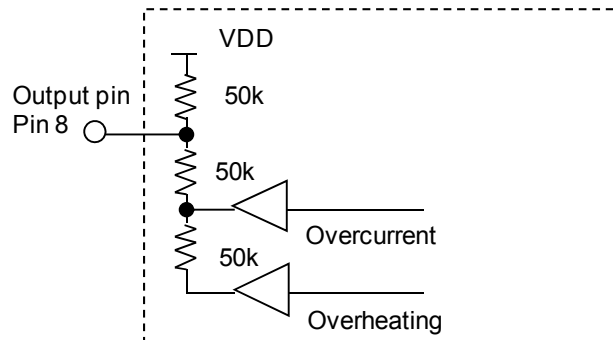 VDD
50k
Output pin
Pin 8
50k
Overcurrent
50k
Overheating